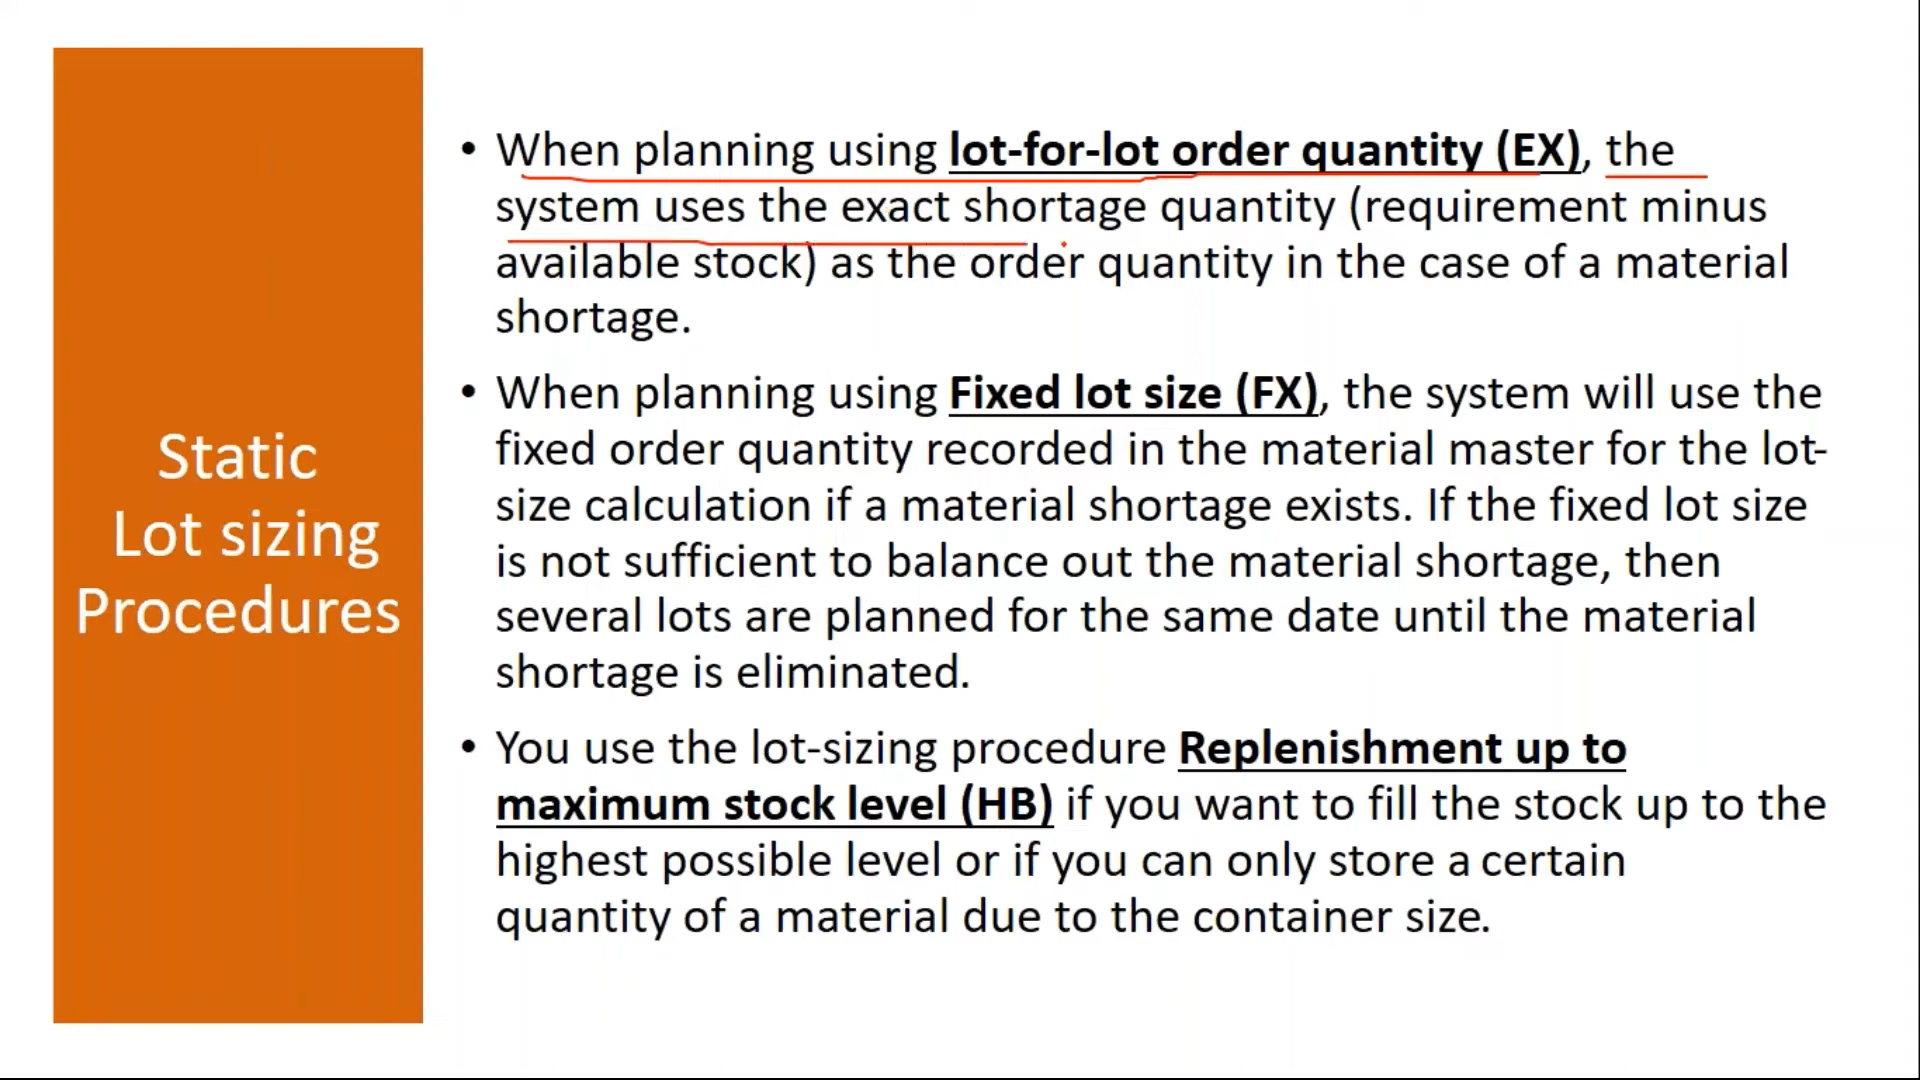 Static
Lot sizing
Procedures
• When planning using lot-for-lot order quantity (EX), the
system uses the exact shortage quantity (requirement minus
available stock) as the order quantity in the case of a material
shortage.
• When planning using Fixed lot size (FX), the system will use the
fixed order quantity recorded in the material master for the lot-
size calculation if a material shortage exists. If the fixed lot size
is not sufficient to balance out the material shortage, then
several lots are planned for the same date until the material
shortage is eliminated.
• You use the lot-sizing procedure Replenishment up to
maximum stock level (HB) if you want to fill the stock up to the
highest possible level or if you can only store a certain
quantity of a material due to the container size.